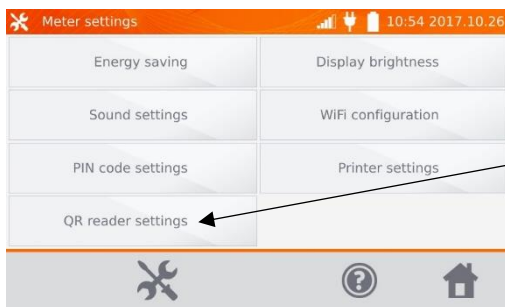 Meter settings 10:54 2017.10.26
Energy saving Display brightness
Sound settings WiFi configuration
PIN code settings Printer settings
QR reader settings
?